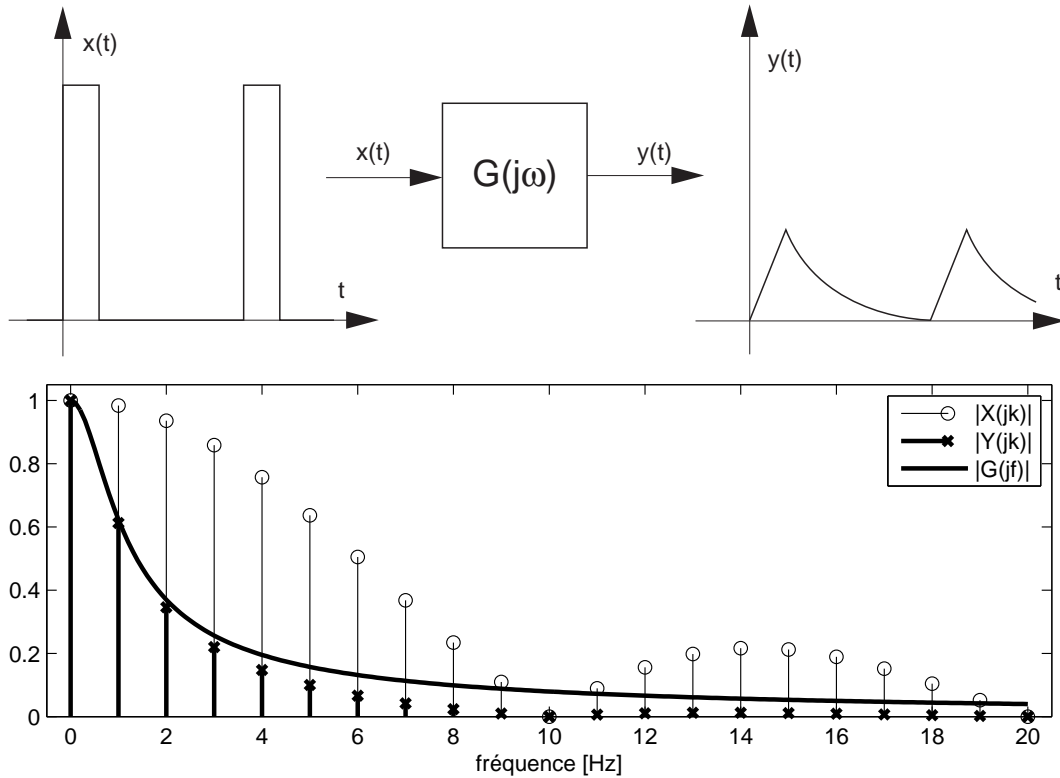 x(t)
t
x(t)
G(jω)
y(t)
y(t)
t
1
0.8
0.6
0.4
0.2
0
0 2 4 6 8 10 12 14 16 18 20
fréquence [Hz]
|X(jk)|
|Y(jk)|
|G(jf)|